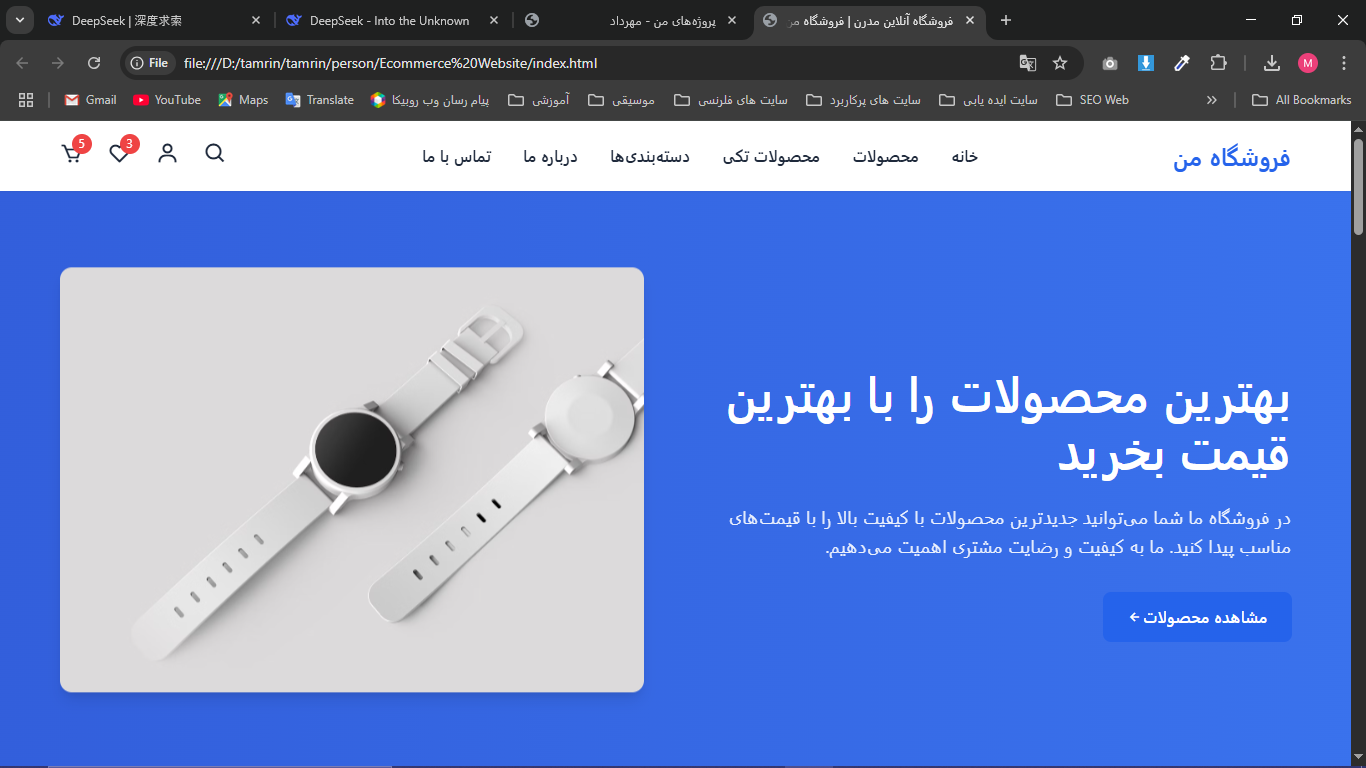 DeepSeek | 深度求索
DeepSeek - Into the Unknown
پروژه‌های من - مهرداد
فروشگاه آنلاین مدرن | فروشگاه من
File
file:///D:/tamrin/tamrin/person/Ecommerce%20Website/index.html
M
Gmail
YouTube
Maps
Translate
پیام رسان وب روبیکا
آموزشی
موسیقی
سایت های فلرنسی
سایت های پرکاربرد
سایت ایده یابی
SEO Web
All Bookmarks
فروشگاه من
خانه
محصولات
محصولات تکی
دسته‌بندی‌ها
درباره ما
تماس با ما
3
5
بهترین محصولات را با بهترین
قیمت بخرید
در فروشگاه ما شما می‌توانید جدیدترین محصولات با کیفیت بالا را با قیمت‌های
مناسب پیدا کنید. ما به کیفیت و رضایت مشتری اهمیت می‌دهیم.
مشاهده محصولات ←